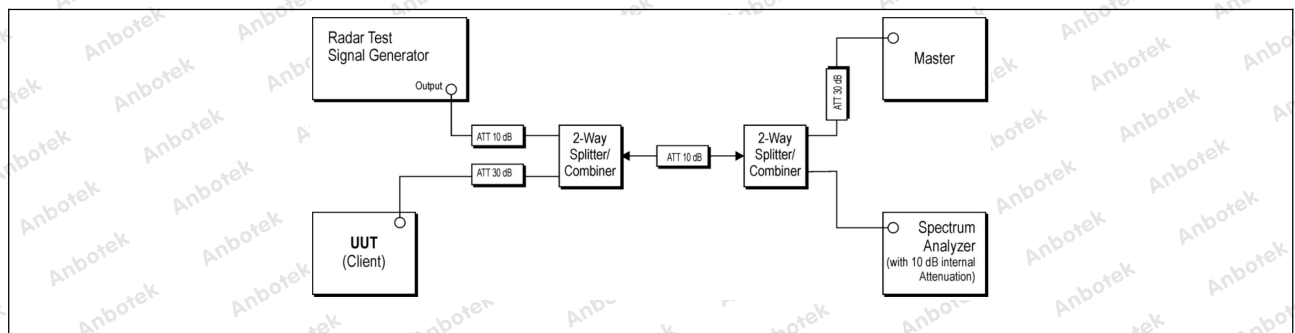 Radar Test
Signal Generator
Output
ATT 10 dB
ATT 30 dB
UUT
(Client)
2-Way
Splitter/
Combiner
ATT 10 dB
2-Way
Splitter/
Combiner
ATT 30 dB
Master
Spectrum
Analyzer
(with 10 dB internal
Attenuation)
Anbotek